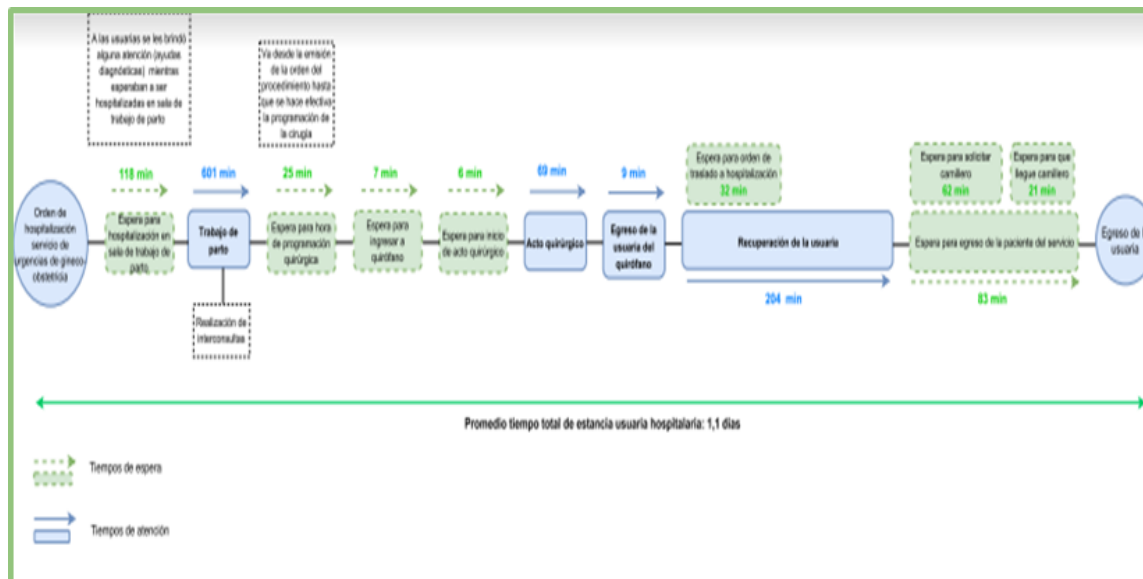 A las usuarias se les brindó
alguna atención (ayudas
diagnósticas) mientras
esperaban a ser
hospitalizadas en sala de
trabajo de parto
Va desde la emisión
de la orden del
procedimiento hasta
que se hace efectiva
la programación de
la cirugía
118 min
601 min
25 min
7 min
6 min
69 min
9 min
Espera para orden de
traslado a hospitalización
32 min
Espera para solicitar
camillero
62 min
Espera para que
llegue camillero
21 min
Orden de
hospitalización
servicio de
urgencias de gineco-
obstetricia
Espera para
hospitalización en
sala de trabajo de
parto
Trabajo de
parto
Espera para hora
de programación
quirúrgica
Espera para
ingresar a
quirófano
Espera para inicio
de acto quirúrgico
Acto quirúrgico
Egreso de la
usuaria del
quirófano
Recuperación de la usuaria
Espera para egreso de la paciente del servicio
Egreso de la
usuaria
204 min
83 min
Realización de
interconsultas
Promedio tiempo total de estancia usuaria hospitalaria: 1,1 días
Tiempos de espera
Tiempos de atención